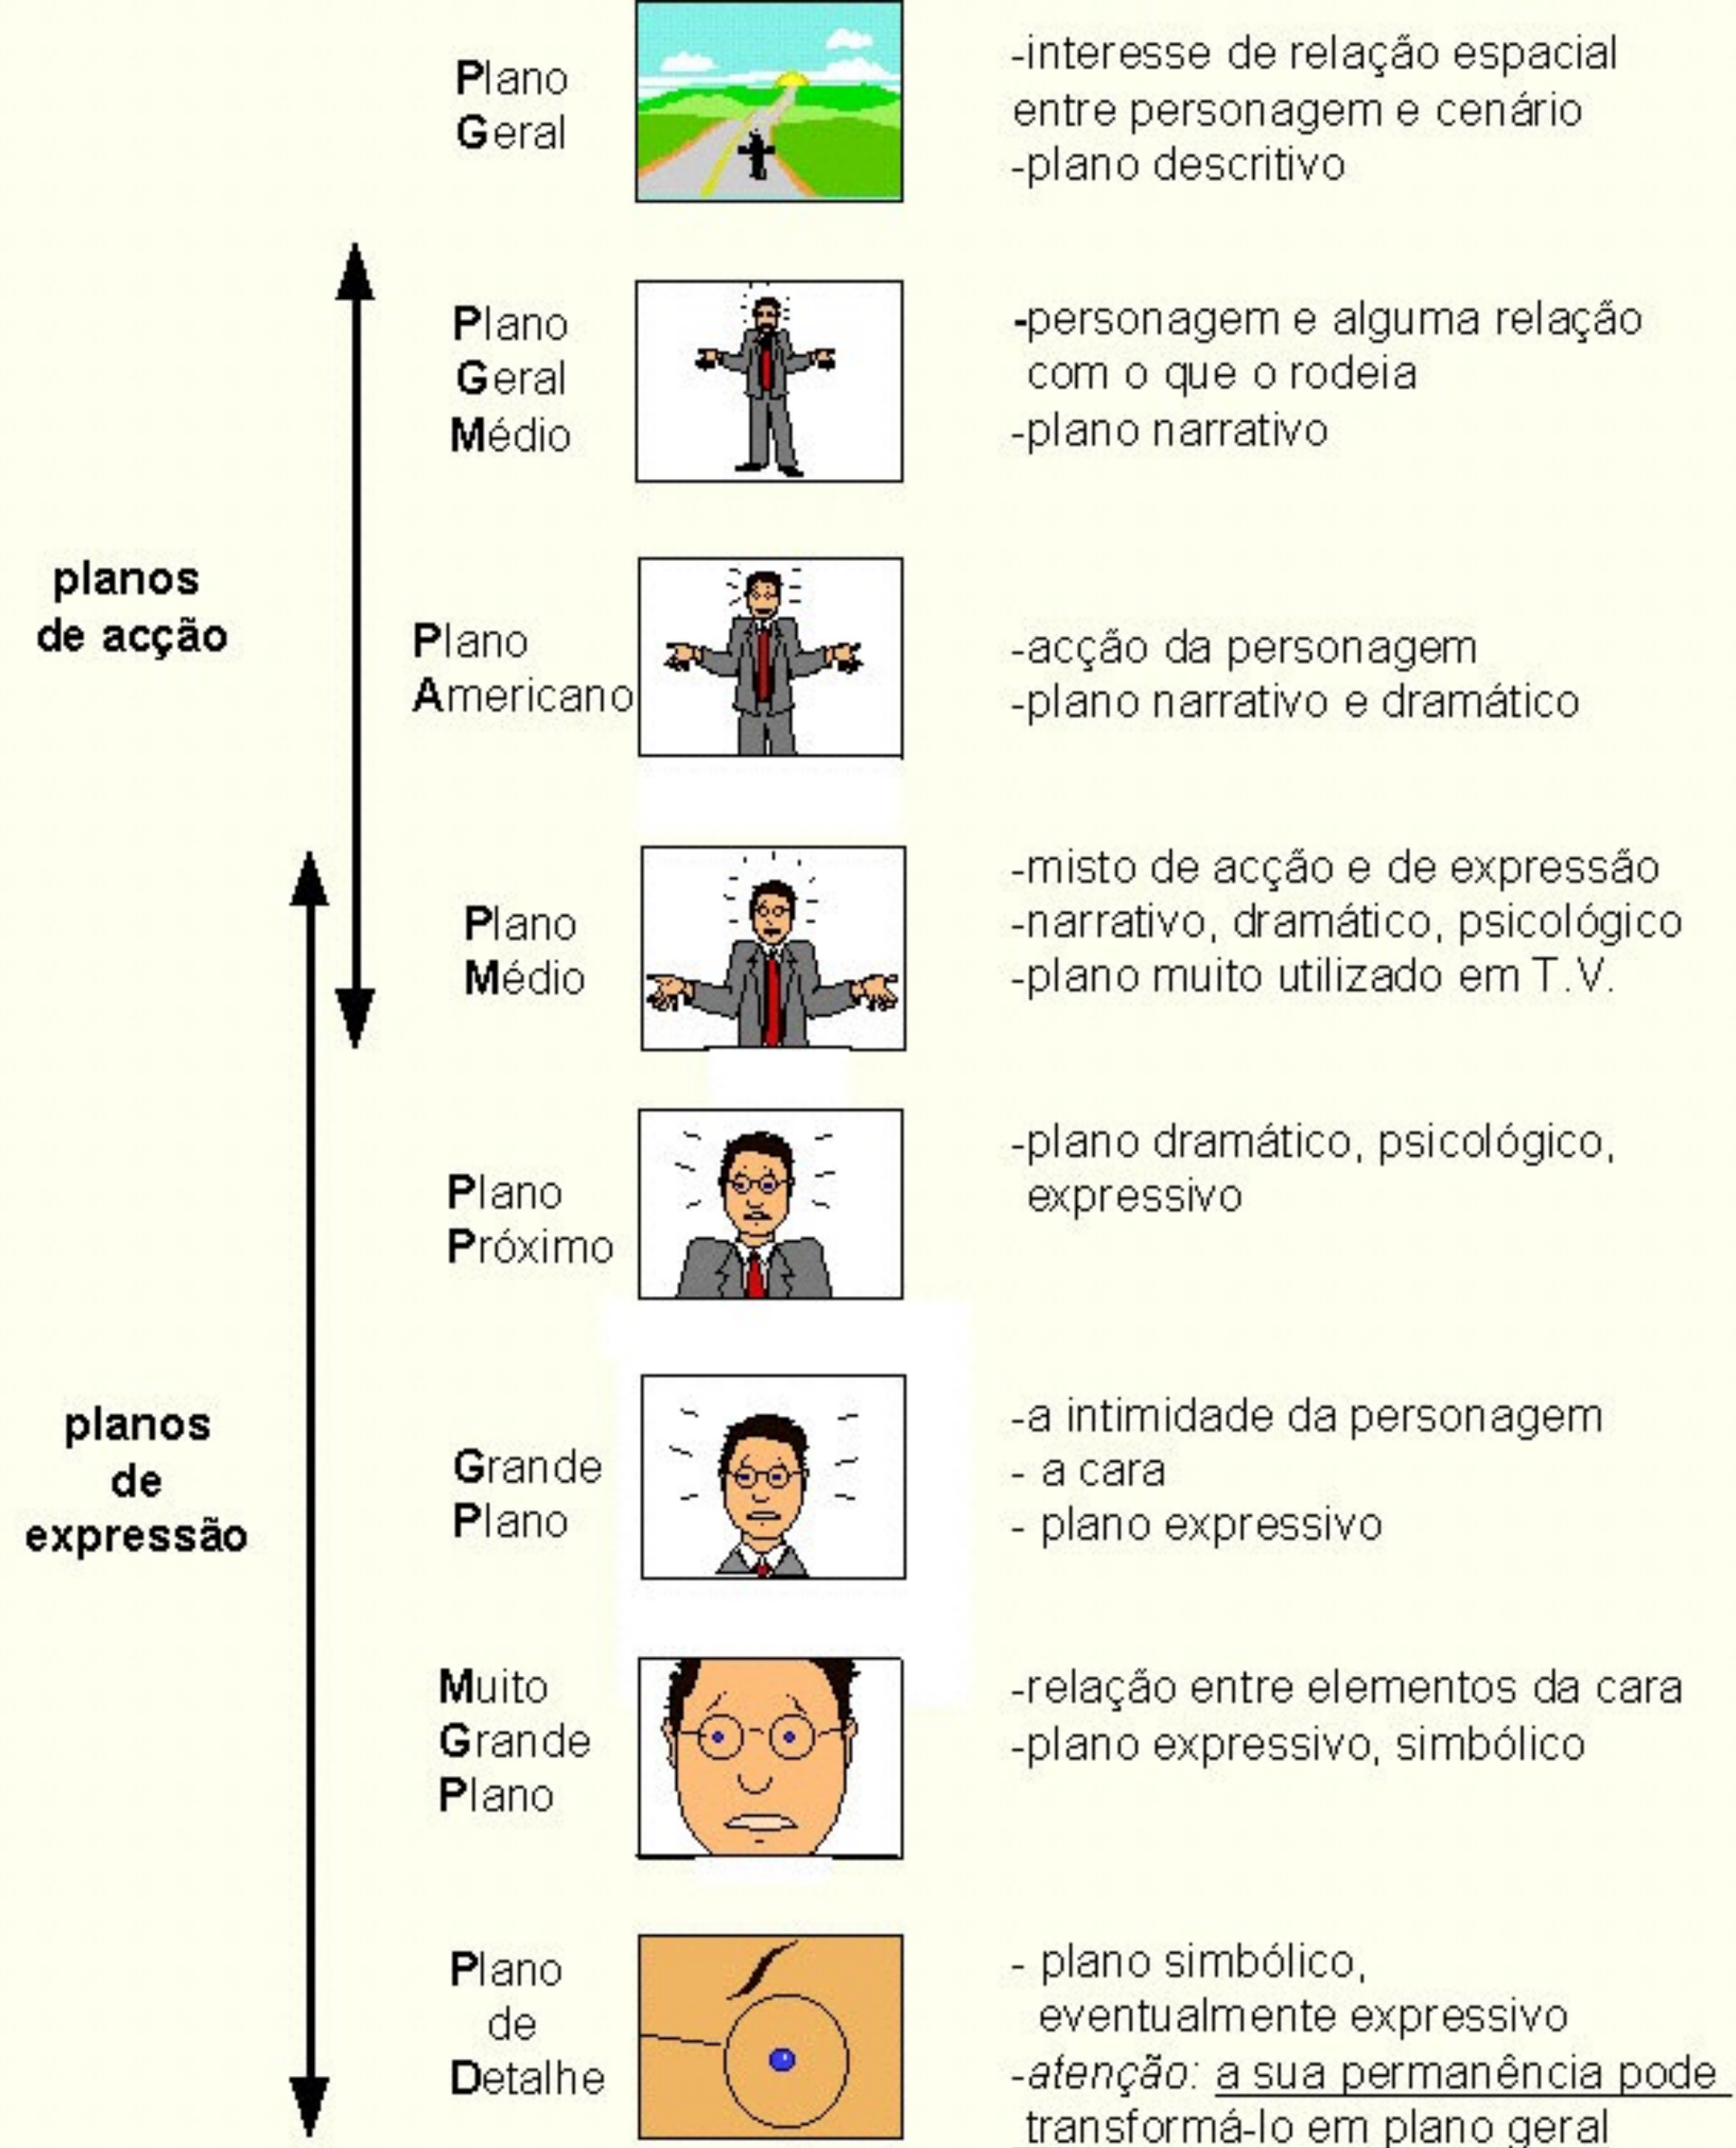 Plano
Geral
-interesse de relação espacial
entre personagem e cenário
-plano descritivo
Plano
Geral
Médio
-personagem e alguma relação
com o que o rodeia
-plano narrativo
planos
de acção
Plano
Americano
-acção da personagem
-plano narrativo e dramático
Plano
Médio
-misto de acção e de expressão
-narrativo, dramático, psicológico
-plano muito utilizado em T.V.
Plano
Próximo
-plano dramático, psicológico,
expressivo
planos
de
expressão
Grande
Plano
-a intimidade da personagem
- a cara
- plano expressivo
Muito
Grande
Plano
-relação entre elementos da cara
-plano expressivo, simbólico
Plano
de
Detalhe
- plano simbólico,
eventualmente expressivo
-atenção: a sua permanência pode
transformá-lo em plano geral